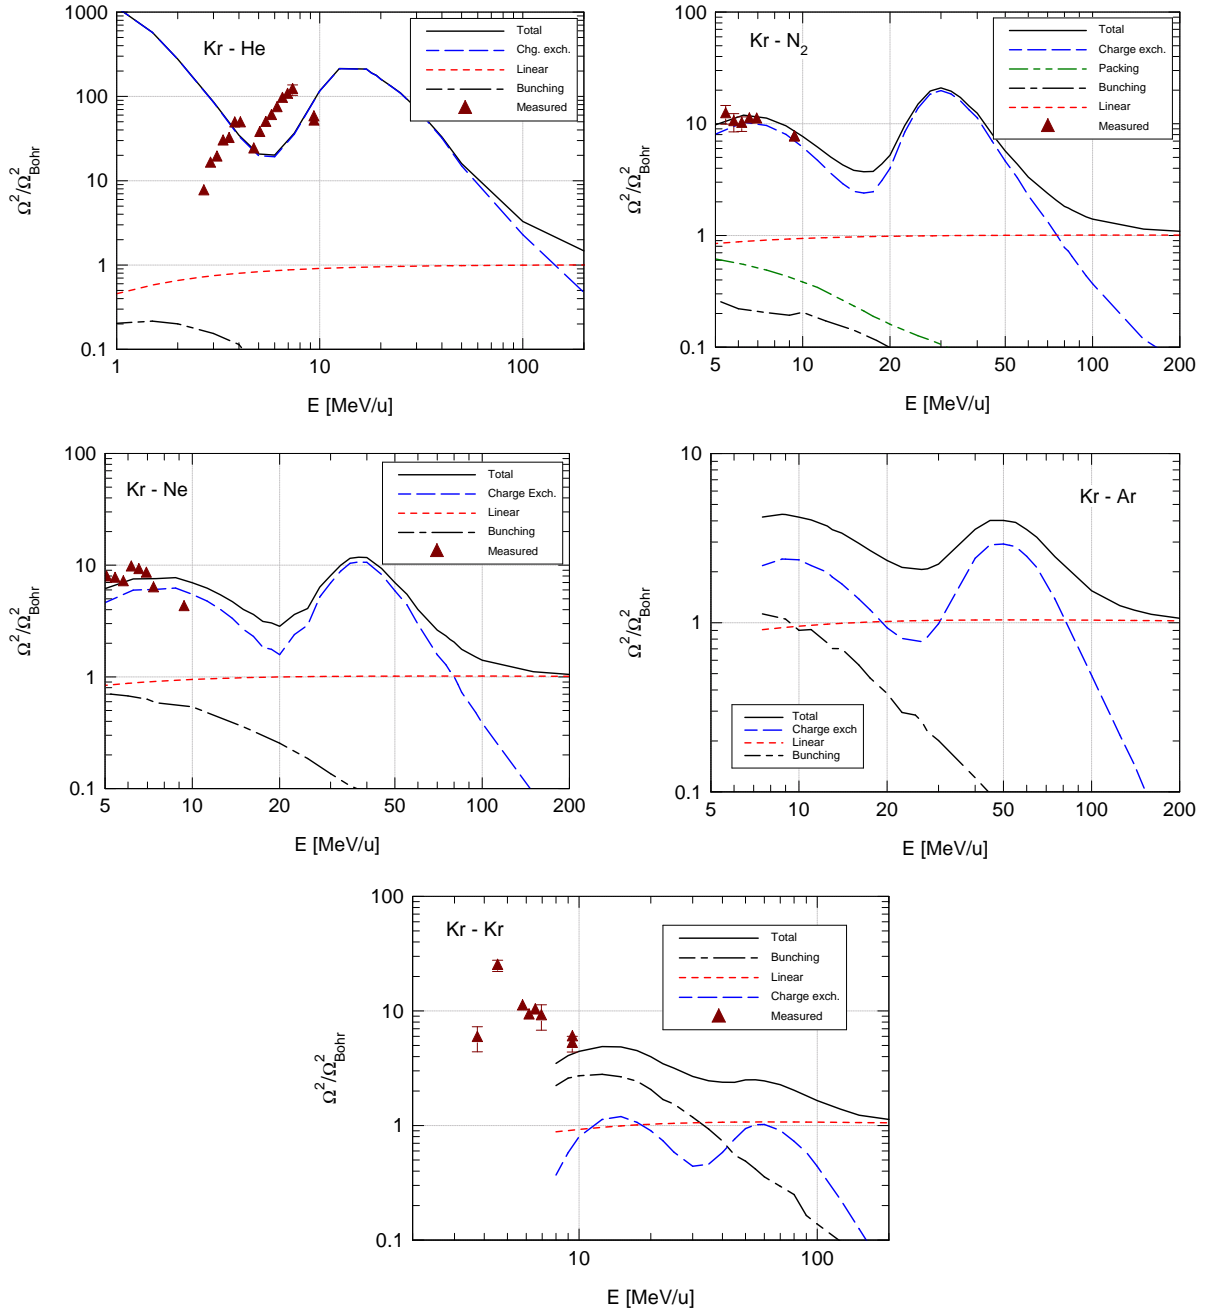 Kr - He
Total
Chg. exch.
Linear
Bunching
Measured
1000
100
10
1
0.1
1
10
100
Ω²/Ω²Bohr
E [MeV/u]
Kr - N₂
Total
Charge exch.
Packing
Bunching
Linear
Measured
100
10
1
0.1
5
10
20
50
100
200
Ω²/Ω²Bohr
E [MeV/u]
Kr - Ne
Total
Charge Exch.
Linear
Bunching
Measured
100
10
1
0.1
5
10
20
50
100
200
Ω²/Ω²Bohr
E [MeV/u]
Kr - Ar
Total
Charge exch
Linear
Bunching
10
1
0.1
5
10
20
50
100
200
Ω²/Ω²Bohr
E [MeV/u]
Kr - Kr
Total
Bunching
Linear
Charge exch.
Measured
100
10
1
0.1
10
100
Ω²/Ω²Bohr
E [MeV/u]